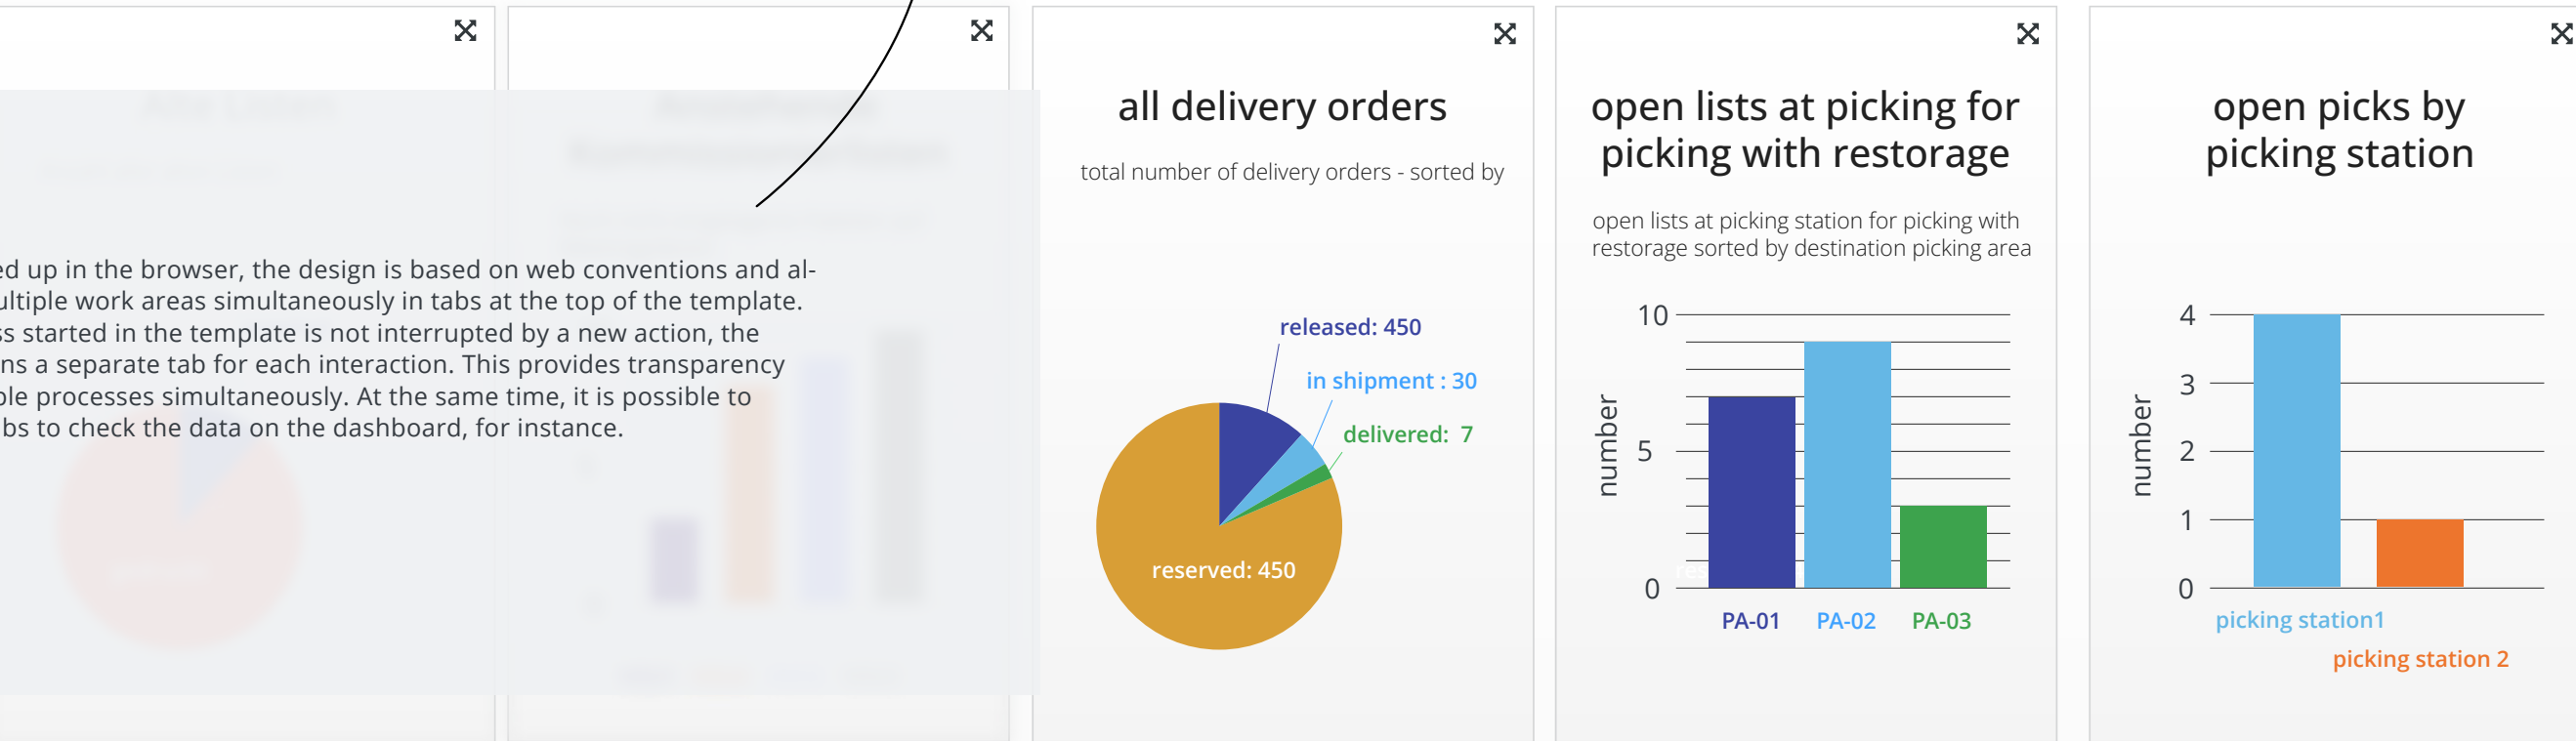 ed up in the browser, the design is based on web conventions and al-
ultiple work areas simultaneously in tabs at the top of the template.
ss started in the template is not interrupted by a new action, the
ns a separate tab for each interaction. This provides transparency
ple processes simultaneously. At the same time, it is possible to
bs to check the data on the dashboard, for instance.
all delivery orders
total number of delivery orders - sorted by
released: 450
in shipment : 30
delivered: 7
reserved: 450
open lists at picking for
picking with restorage
open lists at picking station for picking with
restorage sorted by destination picking area
number
10
5
0
PA-01 PA-02 PA-03
open picks by
picking station
number
4
3
2
1
0
picking station1
picking station 2